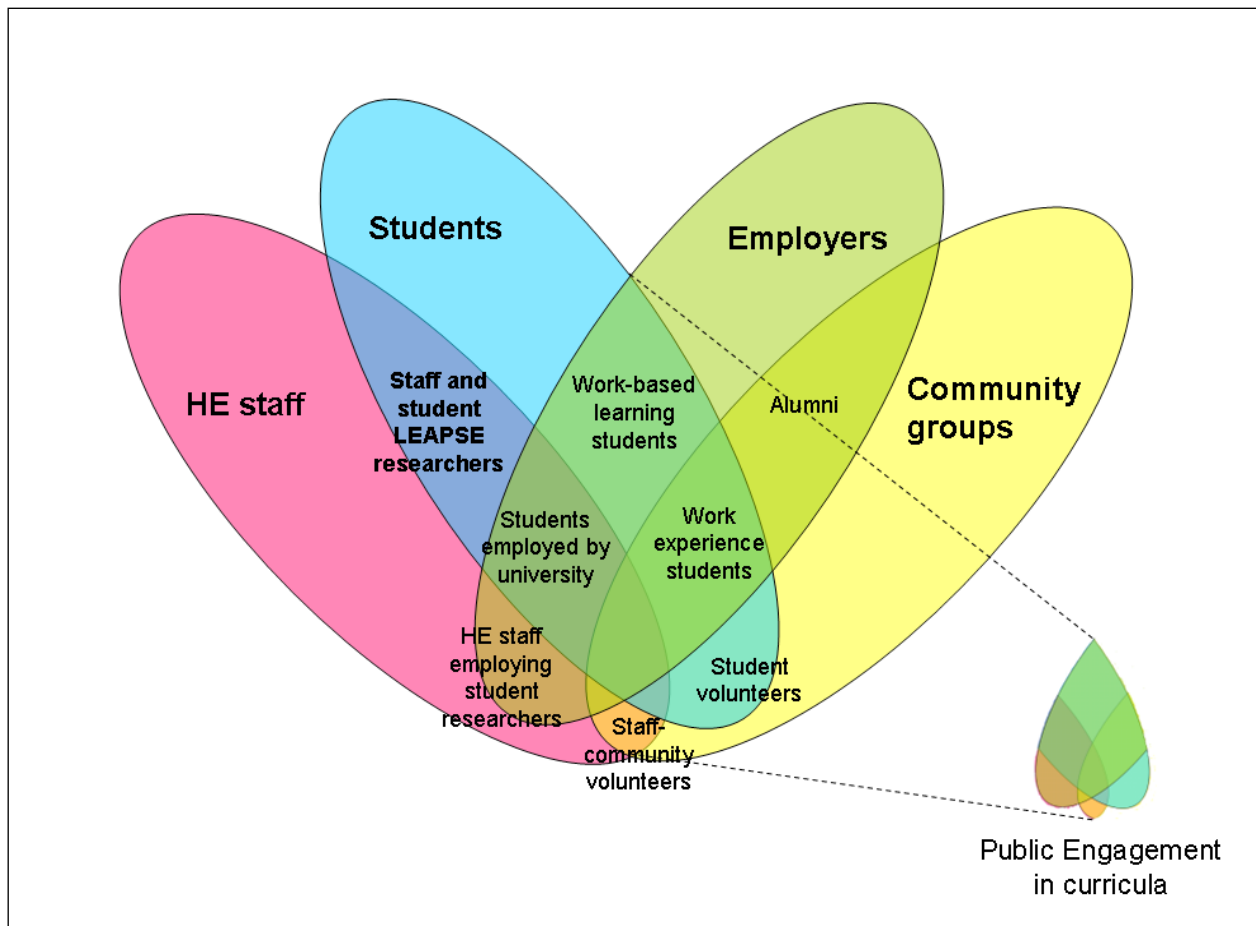 Students
Employers
HE staff
Staff and
student
LEAPSE
researchers
Work-based
learning
students
Alumni
Community
groups
Students
employed by
university
Work
experience
students
HE staff
employing
student
researchers
Student
volunteers
Staff-
community
volunteers
Public Engagement
in curricula